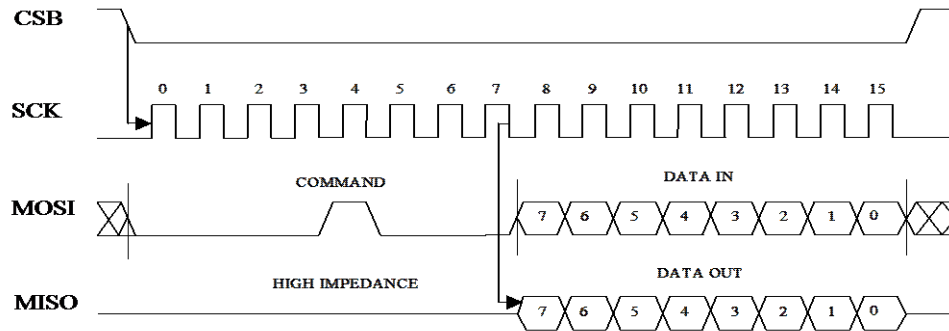 CSB
0 1 2 3 4 5 6 7 8 9 10 11 12 13 14 15
SCK
COMMAND DATA IN
MOSI 7 6 5 4 3 2 1 0
HIGH IMPEDANCE DATA OUT
MISO 7 6 5 4 3 2 1 0